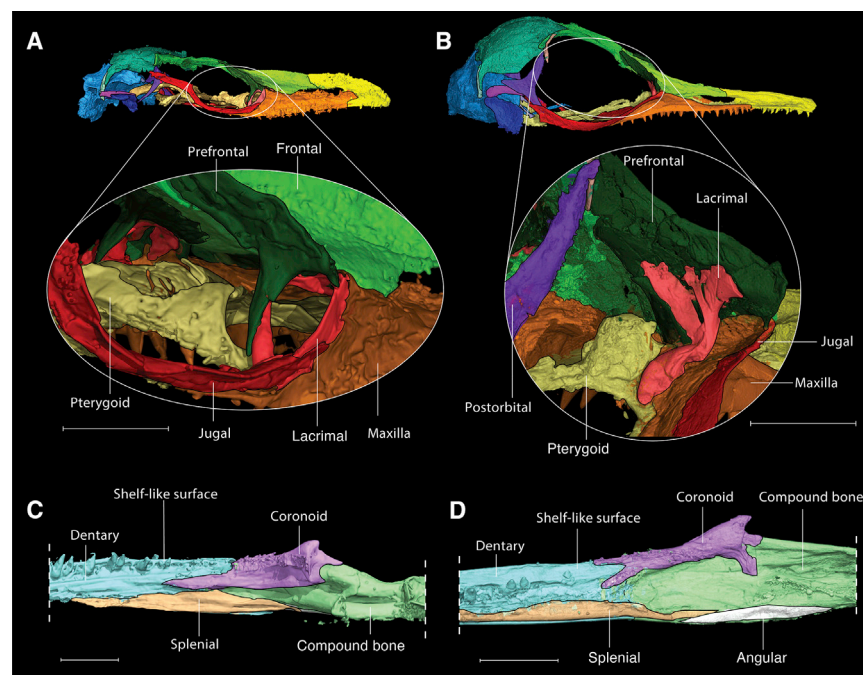 A
B
Prefrontal
Frontal
Prefrontal
Lacrimal
Jugal
Maxilla
Postorbital
Pterygoid
Pterygoid
Jugal
Lacrimal
Maxilla
C
Shelf-like surface
Dentary
Coronoid
Splenial
Compound bone
D
Coronoid
Compound bone
Shelf-like surface
Dentary
Splenial
Angular